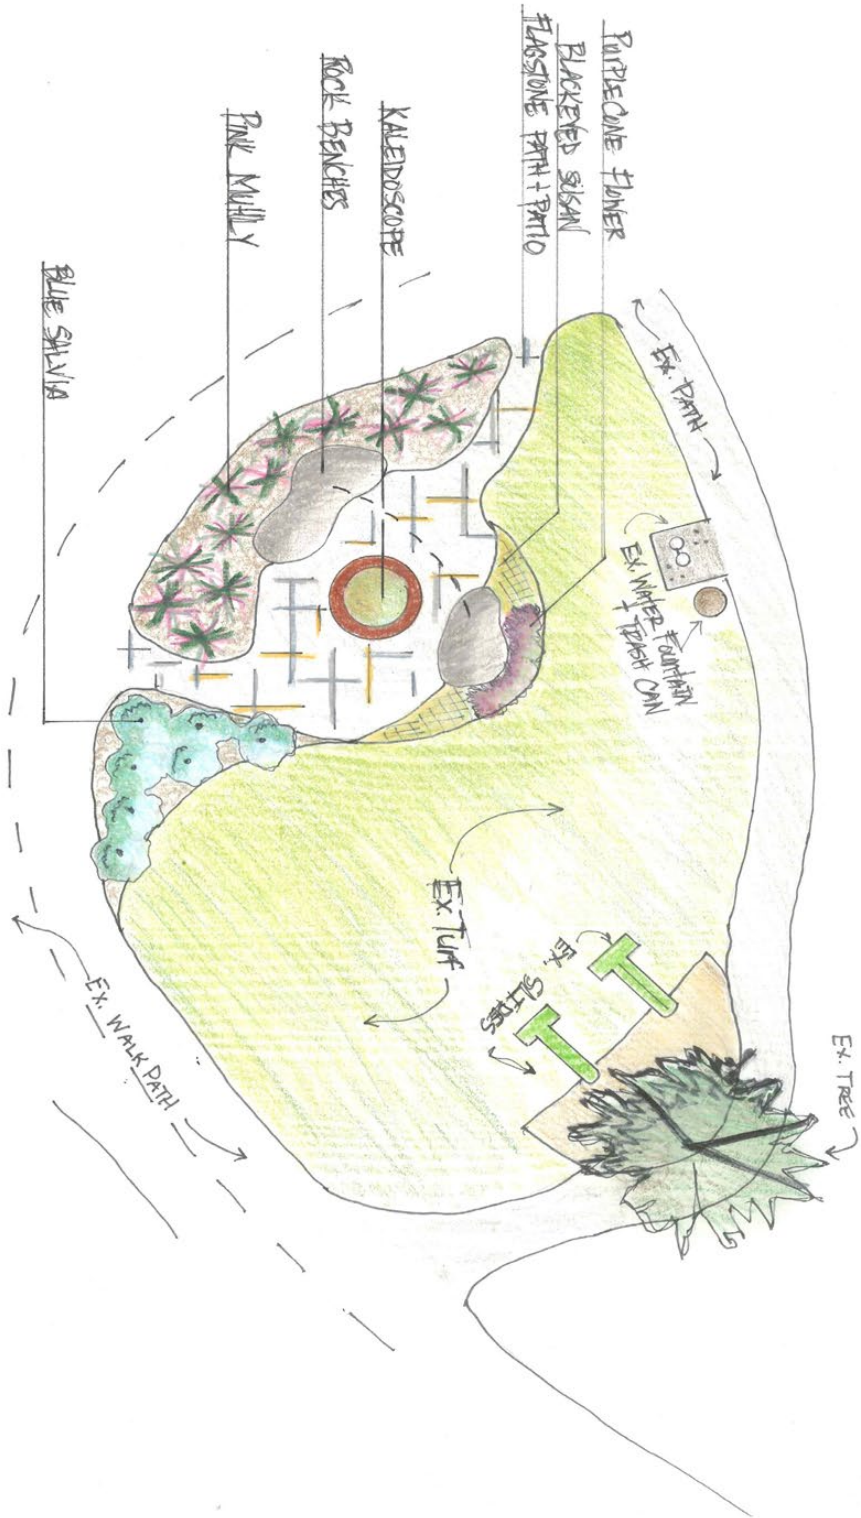 PURPLECONE FLOWER
BLACKEYED SUSAN
FLAGSTONE PATH + PATIO
KALEIDOSCOPE
ROCK BENCHES
PINK MUHLY
BLUE SALVIA
EX. PATH
EX. WATER FOUNTAIN
+ TRASH CAN
EX. TURF
EX.
SLIDES
EX. TREE
EX. WALK PATH